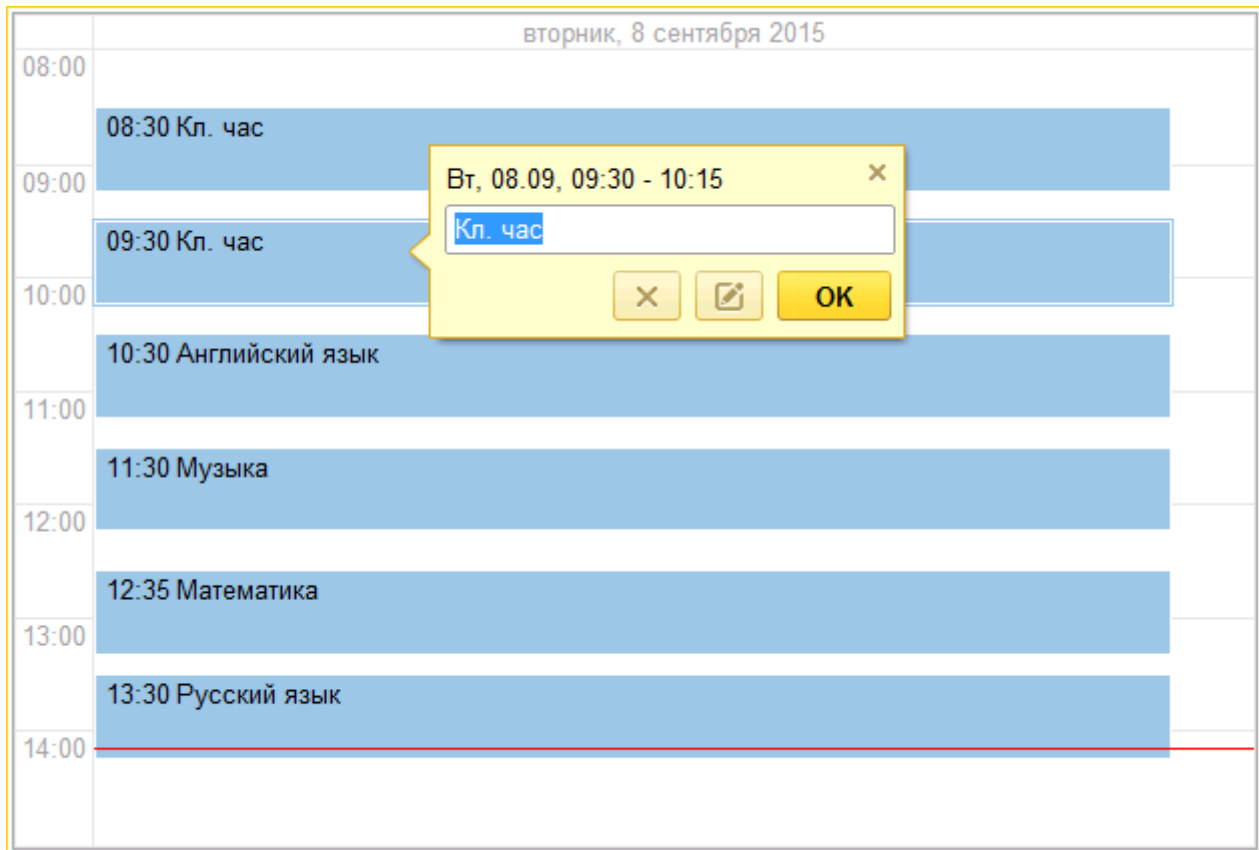 вторник, 8 сентября 2015
08:00
08:30 Кл. час
09:00
Вт, 08.09, 09:30 - 10:15
Кл. час
09:30 Кл. час
10:00
OK
10:30 Английский язык
11:00
11:30 Музыка
12:00
12:35 Математика
13:00
13:30 Русский язык
14:00